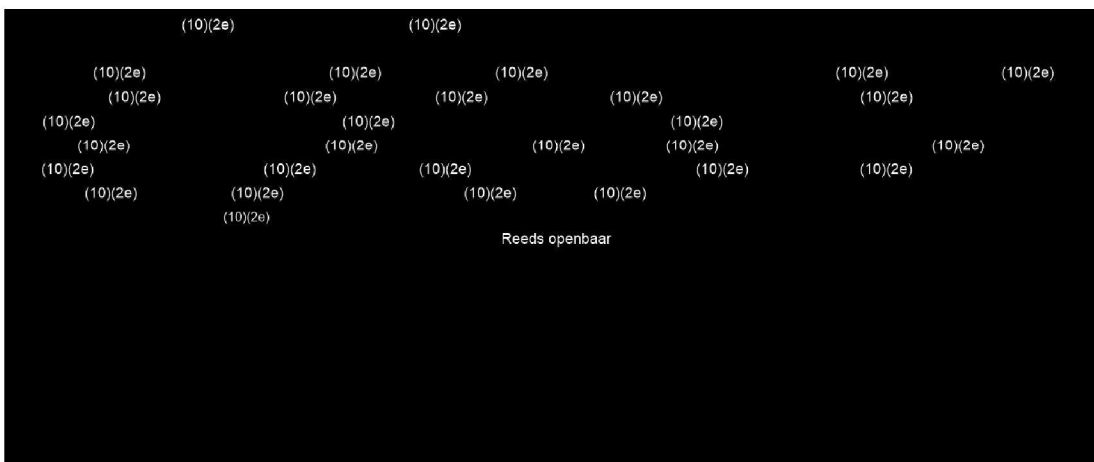 (10)(2e) (10)(2e)
(10)(2e) (10)(2e) (10)(2e) (10)(2e) (10)(2e)
(10)(2e) (10)(2e) (10)(2e) (10)(2e) (10)(2e)
(10)(2e) (10)(2e) (10)(2e)
(10)(2e) (10)(2e) (10)(2e) (10)(2e) (10)(2e)
(10)(2e) (10)(2e) (10)(2e) (10)(2e) (10)(2e)
(10)(2e) (10)(2e) (10)(2e) (10)(2e)
(10)(2e)
Reeds openbaar